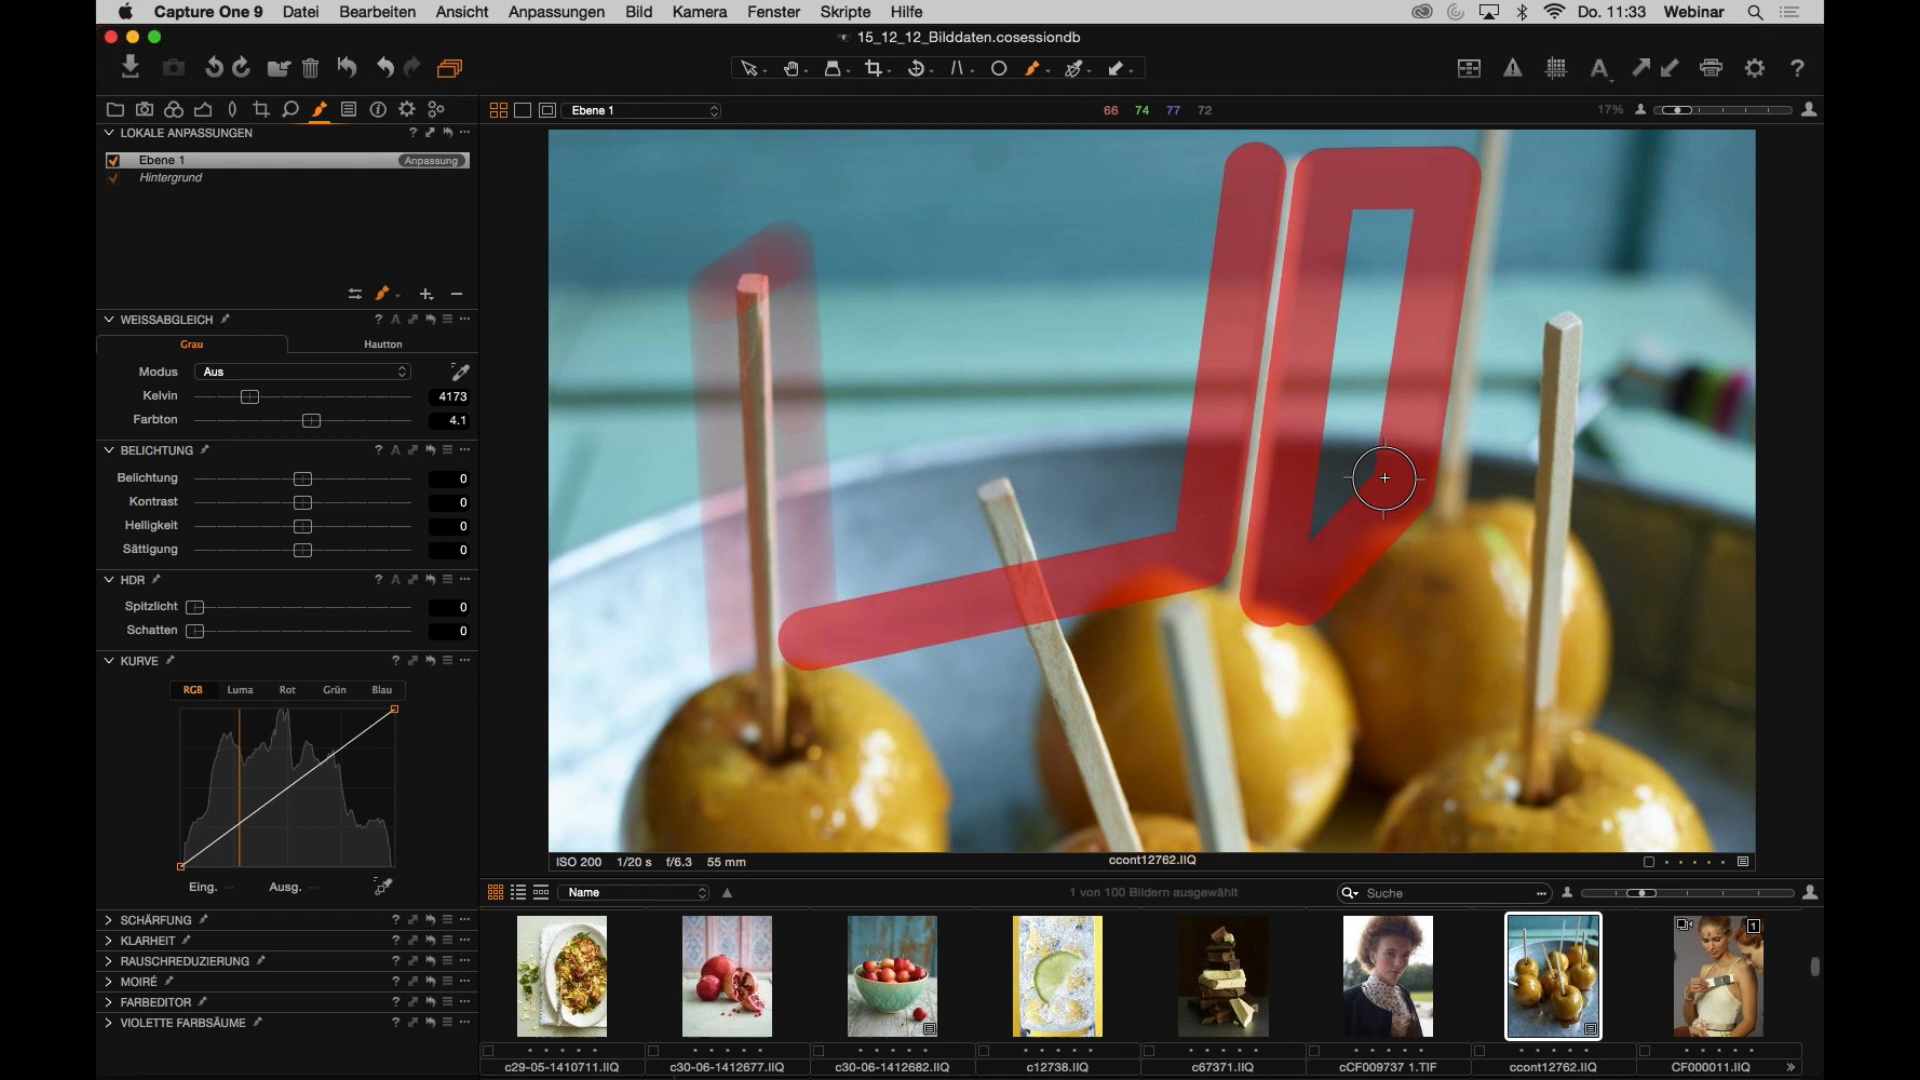 Capture One 9 Datei Bearbeiten Ansicht Anpassungen Bild Kamera Fenster Skripte Hilfe Do. 11:33 Webinar
15_12_12_Bilddaten.cosessiondb
Ebene 1 66 74 77 72 17%
LOKALE ANPASSUNGEN
Ebene 1 Anpassung
Hintergrund
WEISSABGLEICH
Grau Hautton
Modus Aus
Kelvin 4173
Farbton 4.1
BELICHTUNG
Belichtung 0
Kontrast 0
Helligkeit 0
Sättigung 0
HDR
Spitzlicht 0
Schatten 0
KURVE
RGB Luma Rot Grün Blau
Eing. Ausg.
SCHÄRFUNG
KLARHEIT
RAUSCHREDUZIERUNG
MOIRÉ
FARBEDITOR
VIOLETTE FARBSÄUME
ISO 200 1/20 s f/6.3 55 mm ccont12762.IIQ
Name 1 von 100 Bildern ausgewählt Suche
1
c29-05-1410711.IIQ c30-06-1412677.IIQ c30-06-1412682.IIQ c12738.IIQ c67371.IIQ cCF009737 1.TIF ccont12762.IIQ CF000011.IIQ